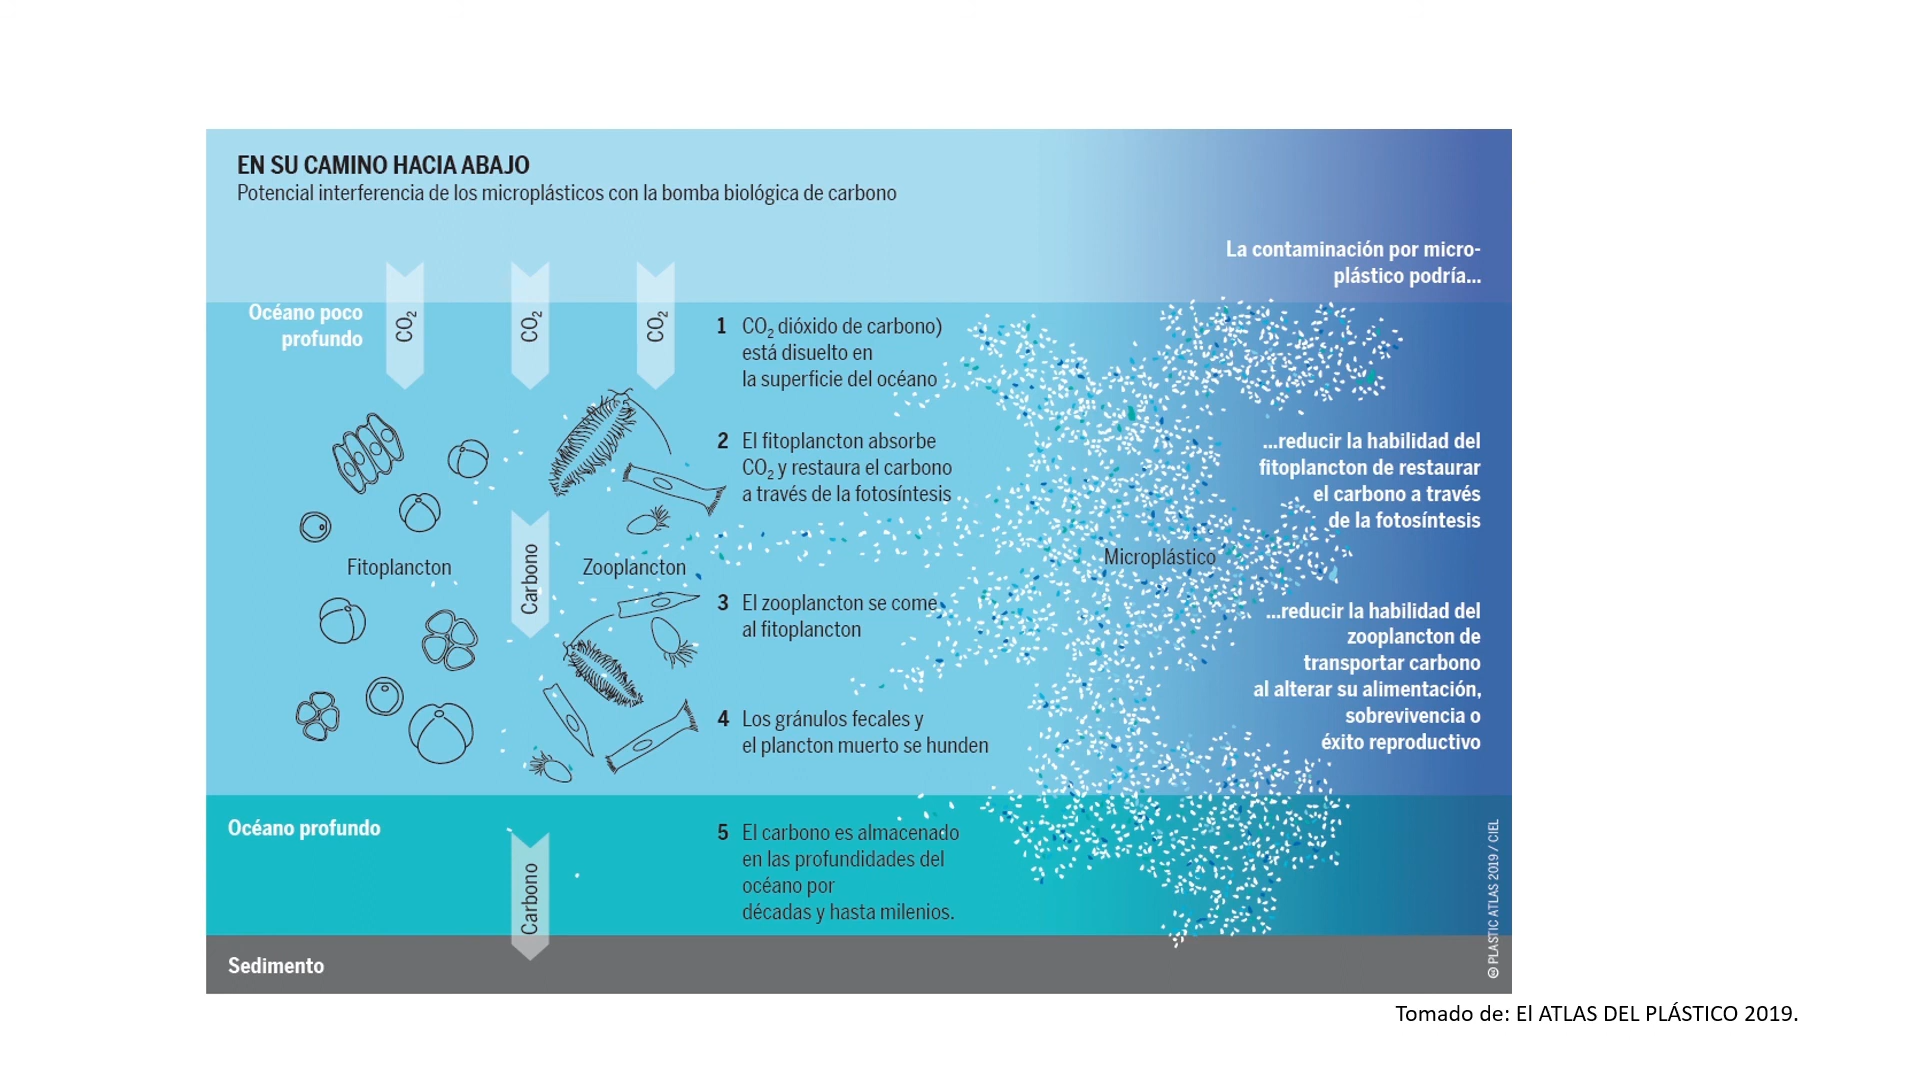 EN SU CAMINO HACIA ABAJO
Potencial interferencia de los microplásticos con la bomba biológica de carbono
La contaminación por micro-
plástico podría...
Océano poco
profundo
CO₂
CO₂
CO₂
1 CO₂ dióxido de carbono)
está disuelto en
la superficie del océano
2 El fitoplancton absorbe
CO₂ y restaura el carbono
a través de la fotosíntesis
...reducir la habilidad del
fitoplancton de restaurar
el carbono a través
de la fotosíntesis
Fitoplancton
Carbono
Zooplancton
Microplástico
3 El zooplancton se come
al fitoplancton
...reducir la habilidad del
zooplancton de
transportar carbono
al alterar su alimentación,
sobrevivencia o
éxito reproductivo
4 Los gránulos fecales y
el plancton muerto se hunden
Océano profundo
Carbono
5 El carbono es almacenado
en las profundidades del
océano por
décadas y hasta milenios.
Sedimento
PLASTIC ATLAS 2019 / CIEL
Tomado de: El ATLAS DEL PLÁSTICO 2019.